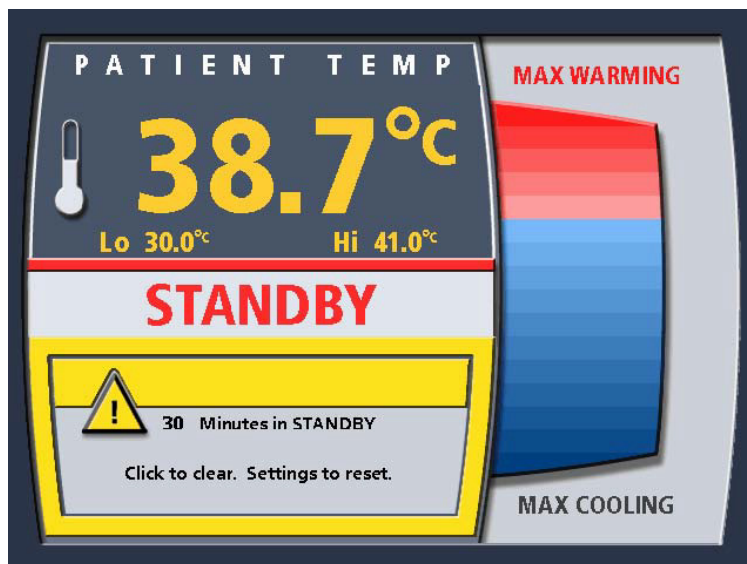 PATIENT TEMP
38.7°C
Lo 30.0°C Hi 41.0°C
STANDBY
!
30 Minutes in STANDBY
Click to clear. Settings to reset.
MAX WARMING
MAX COOLING